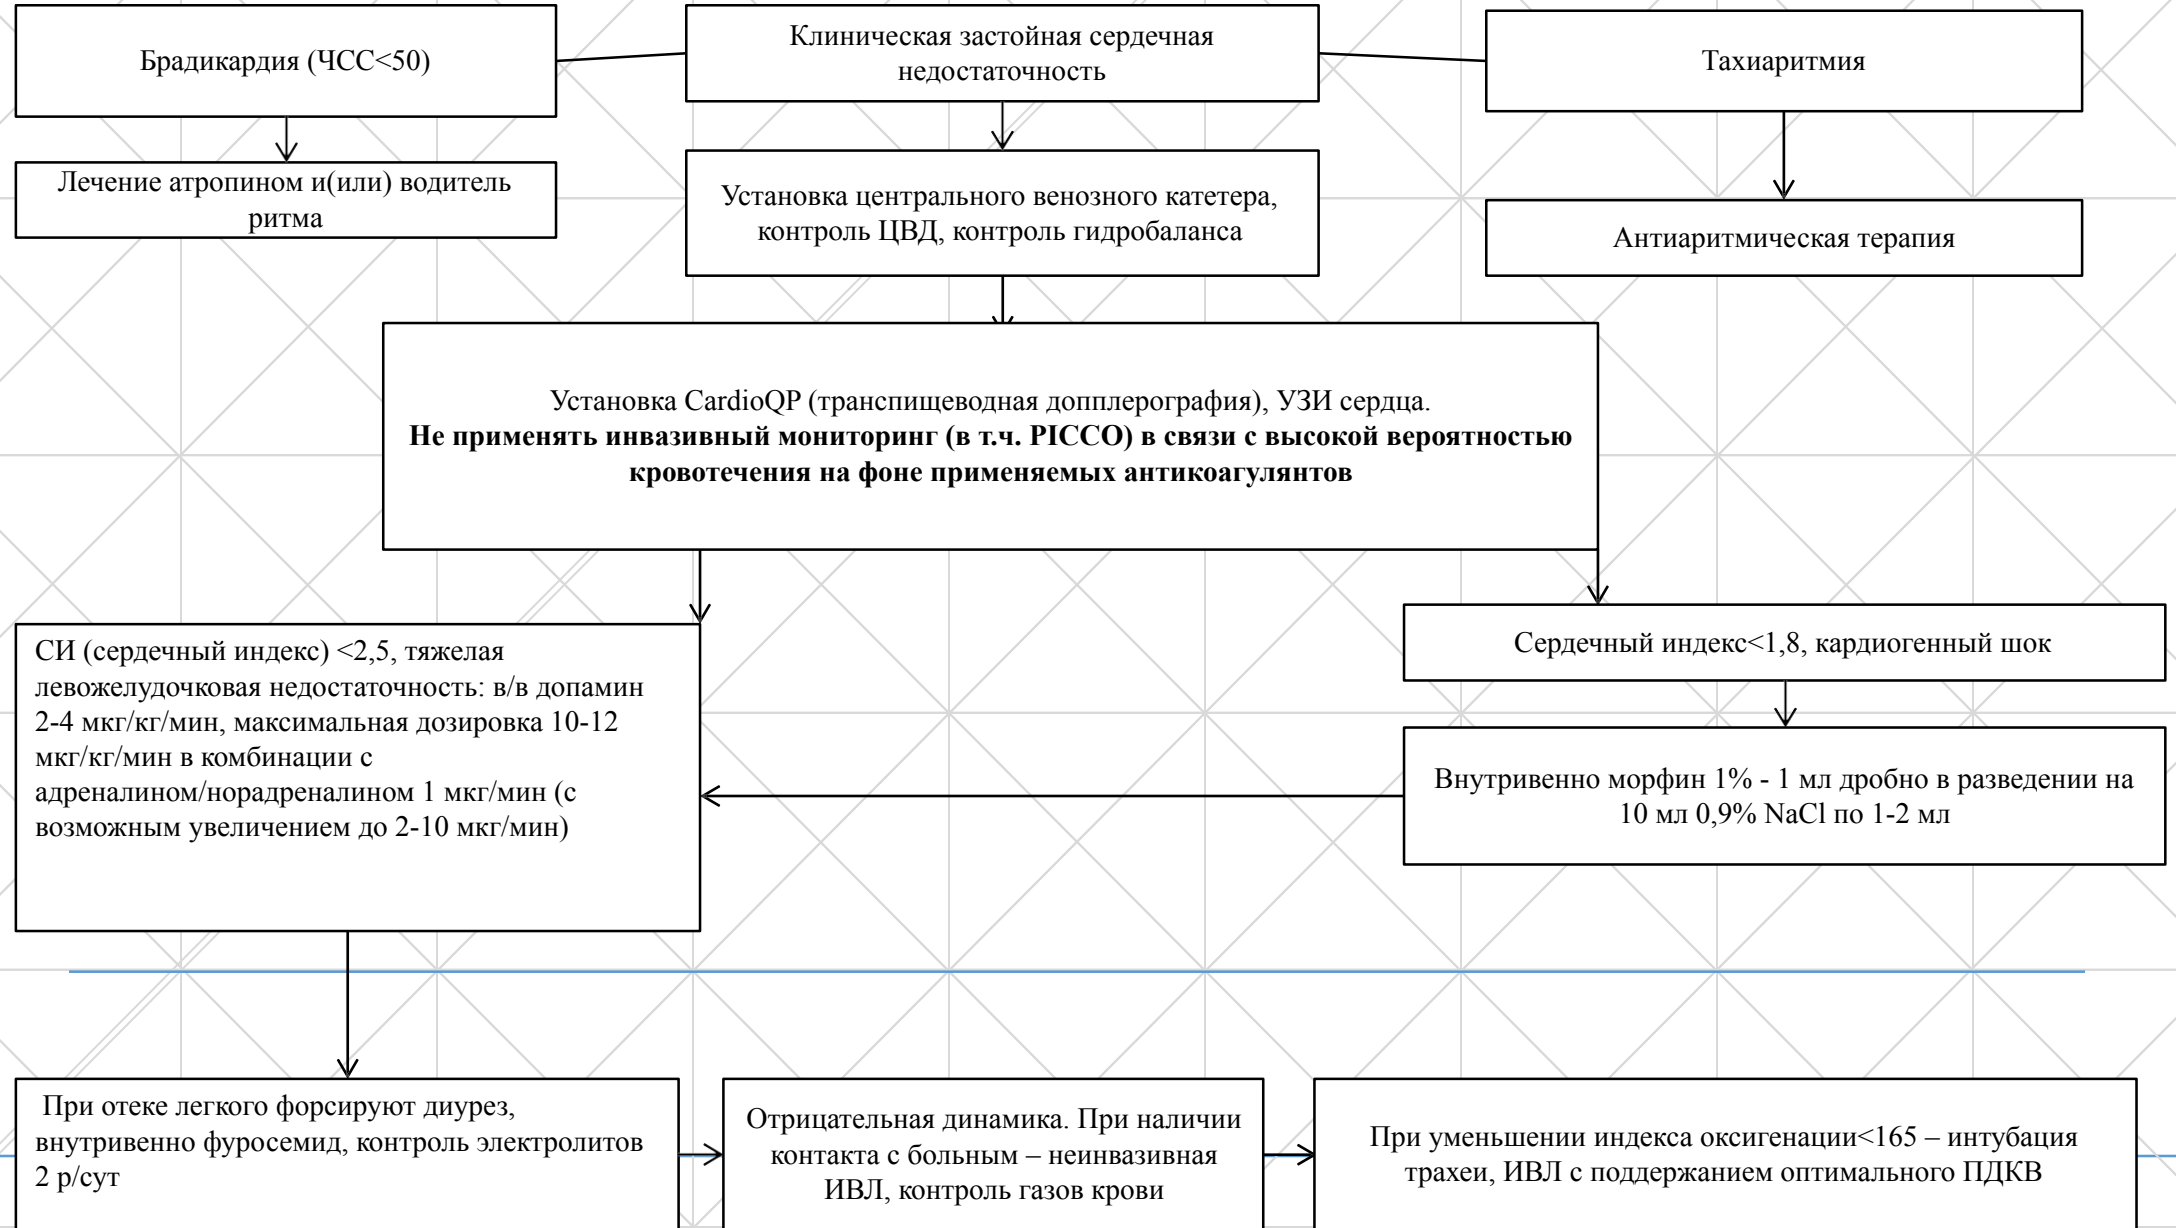 Брадикардия (ЧСС<50)
Клиническая застойная сердечная
недостаточность
Тахиаритмия
Лечение атропином и(или) водитель
ритма
Установка центрального венозного катетера,
контроль ЦВД, контроль гидробаланса
Антиаритмическая терапия
Установка CardioQP (транспищеводная допплерография), УЗИ сердца.
Не применять инвазивный мониторинг (в т.ч. PICCO) в связи с высокой вероятностью
кровотечения на фоне применяемых антикоагулянтов
СИ (сердечный индекс) <2,5, тяжелая
левожелудочковая недостаточность: в/в допамин
2-4 мкг/кг/мин, максимальная дозировка 10-12
мкг/кг/мин в комбинации с
адреналином/норадреналином 1 мкг/мин (с
возможным увеличением до 2-10 мкг/мин)
Сердечный индекс<1,8, кардиогенный шок
Внутривенно морфин 1% - 1 мл дробно в разведении на
10 мл 0,9% NaCl по 1-2 мл
При отеке легкого форсируют диурез,
внутривенно фуросемид, контроль электролитов
2 р/сут
Отрицательная динамика. При наличии
контакта с больным – неинвазивная
ИВЛ, контроль газов крови
При уменьшении индекса оксигенации<165 – интубация
трахеи, ИВЛ с поддержанием оптимального ПДКВ